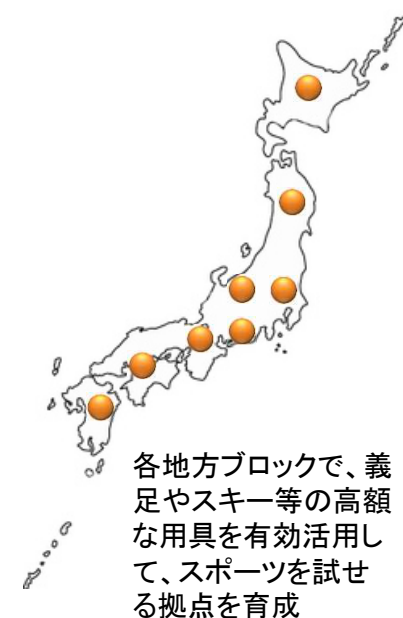 各地方ブロックで、義
足やスキー等の高額
な用具を有効活用し
て、スポーツを試せ
る拠点を育成